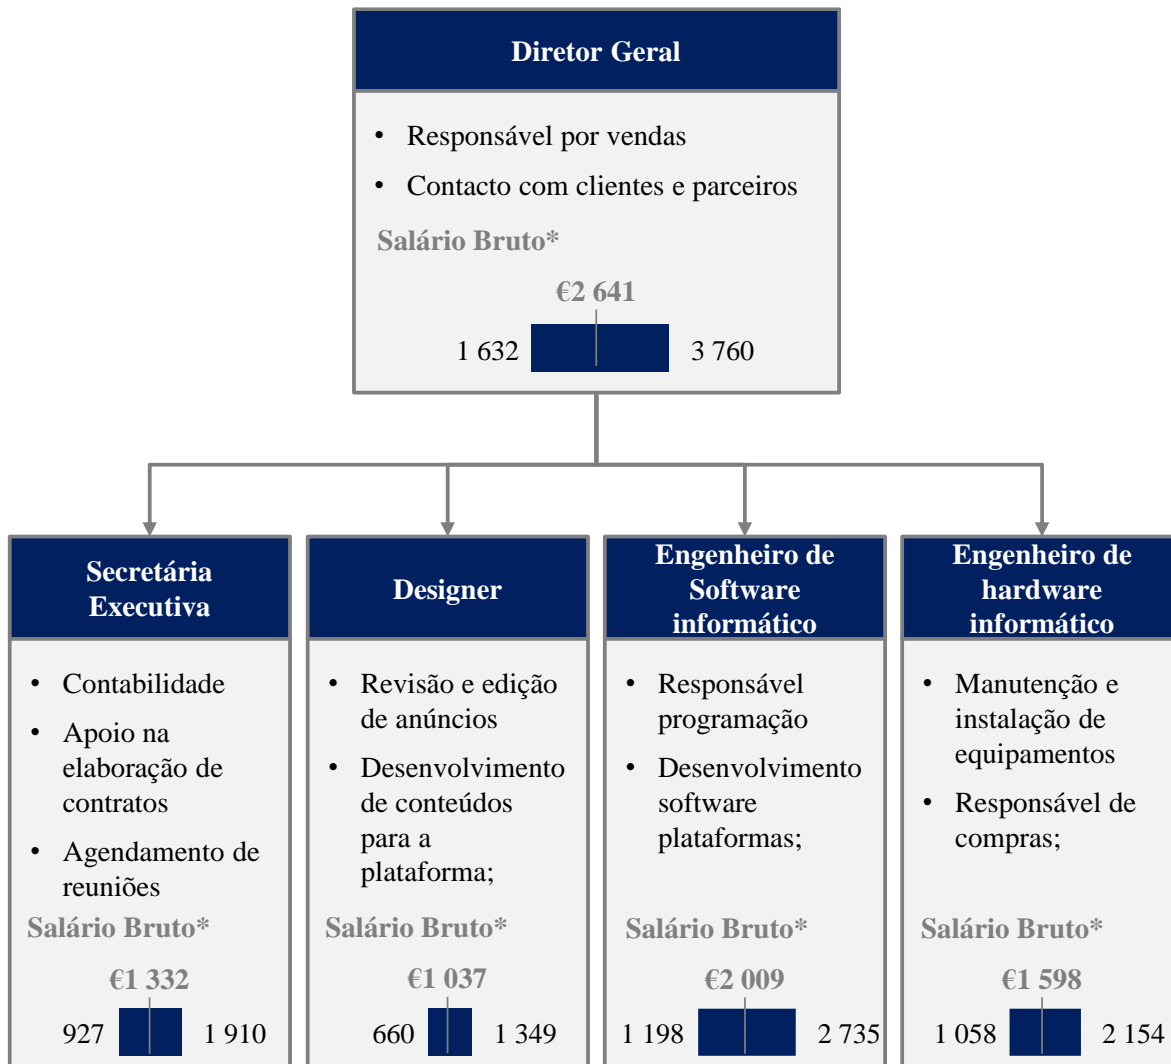 Diretor Geral
• Responsável por vendas
• Contacto com clientes e parceiros
Salário Bruto*
€2 641
1 632 3 760
Secretária
Executiva
• Contabilidade
• Apoio na
elaboração de
contratos
• Agendamento de
reuniões
Salário Bruto*
€1 332
927 1 910
Designer
• Revisão e edição
de anúncios
• Desenvolvimento
de conteúdos
para a
plataforma;
Salário Bruto*
€1 037
660 1 349
Engenheiro de
Software
informático
• Responsável
programação
• Desenvolvimento
software
plataformas;
Salário Bruto*
€2 009
1 198 2 735
Engenheiro de
hardware
informático
• Manutenção e
instalação de
equipamentos
• Responsável de
compras;
Salário Bruto*
€1 598
1 058 2 154